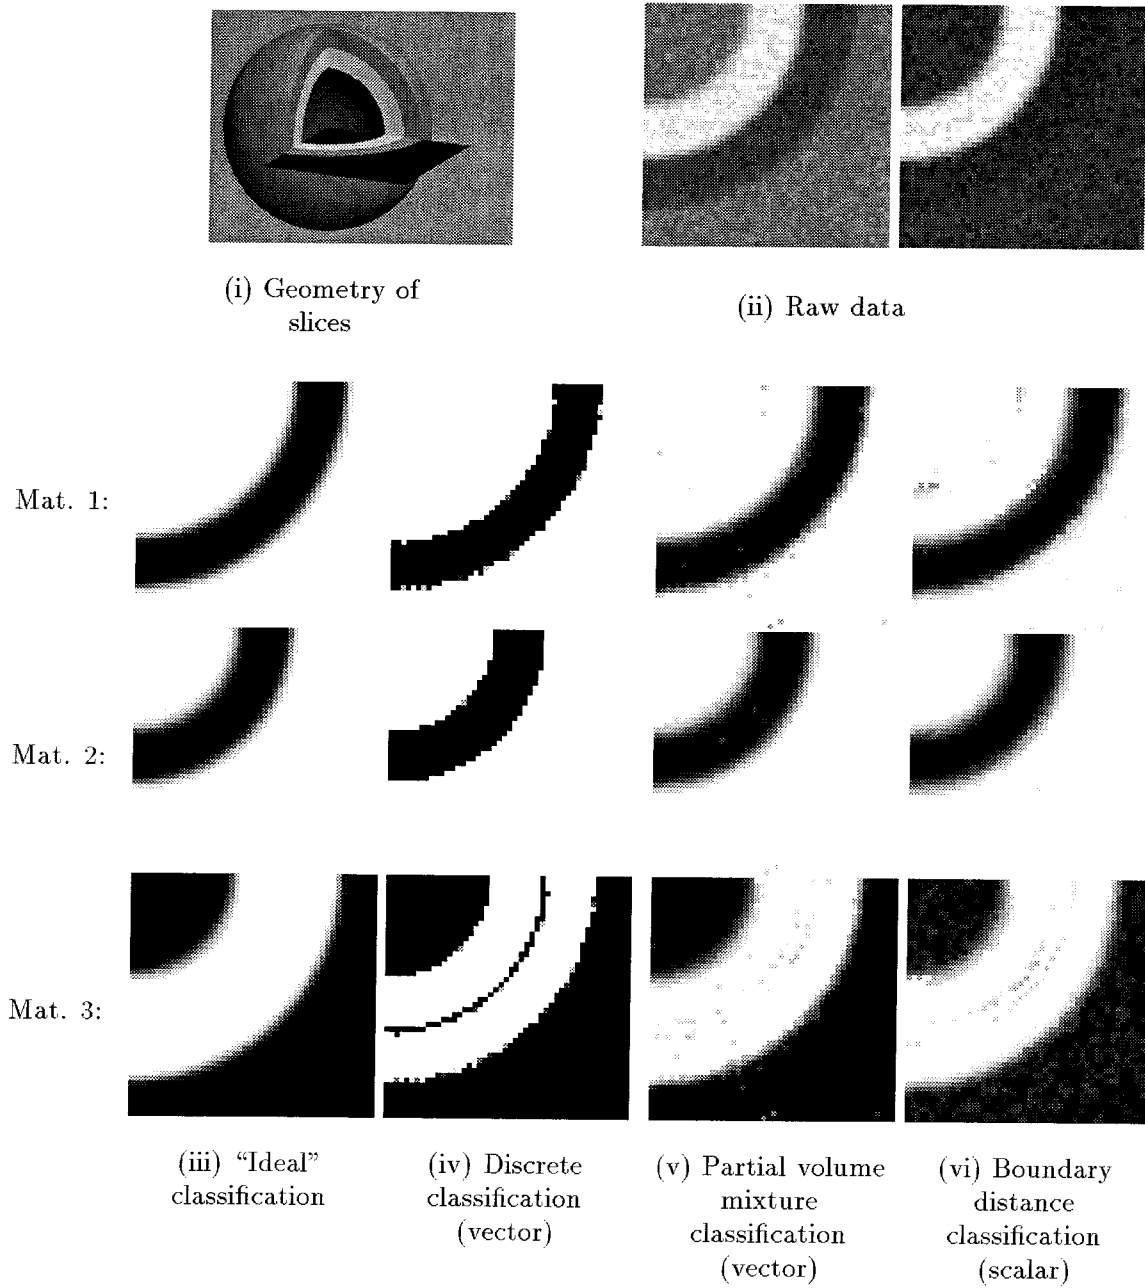 (i) Geometry of
slices
(ii) Raw data
Mat. 1:
Mat. 2:
Mat. 3:
(iii) “Ideal”
classification
(iv) Discrete
classification
(vector)
(v) Partial volume
mixture
classification
(vector)
(vi) Boundary
distance
classification
(scalar)